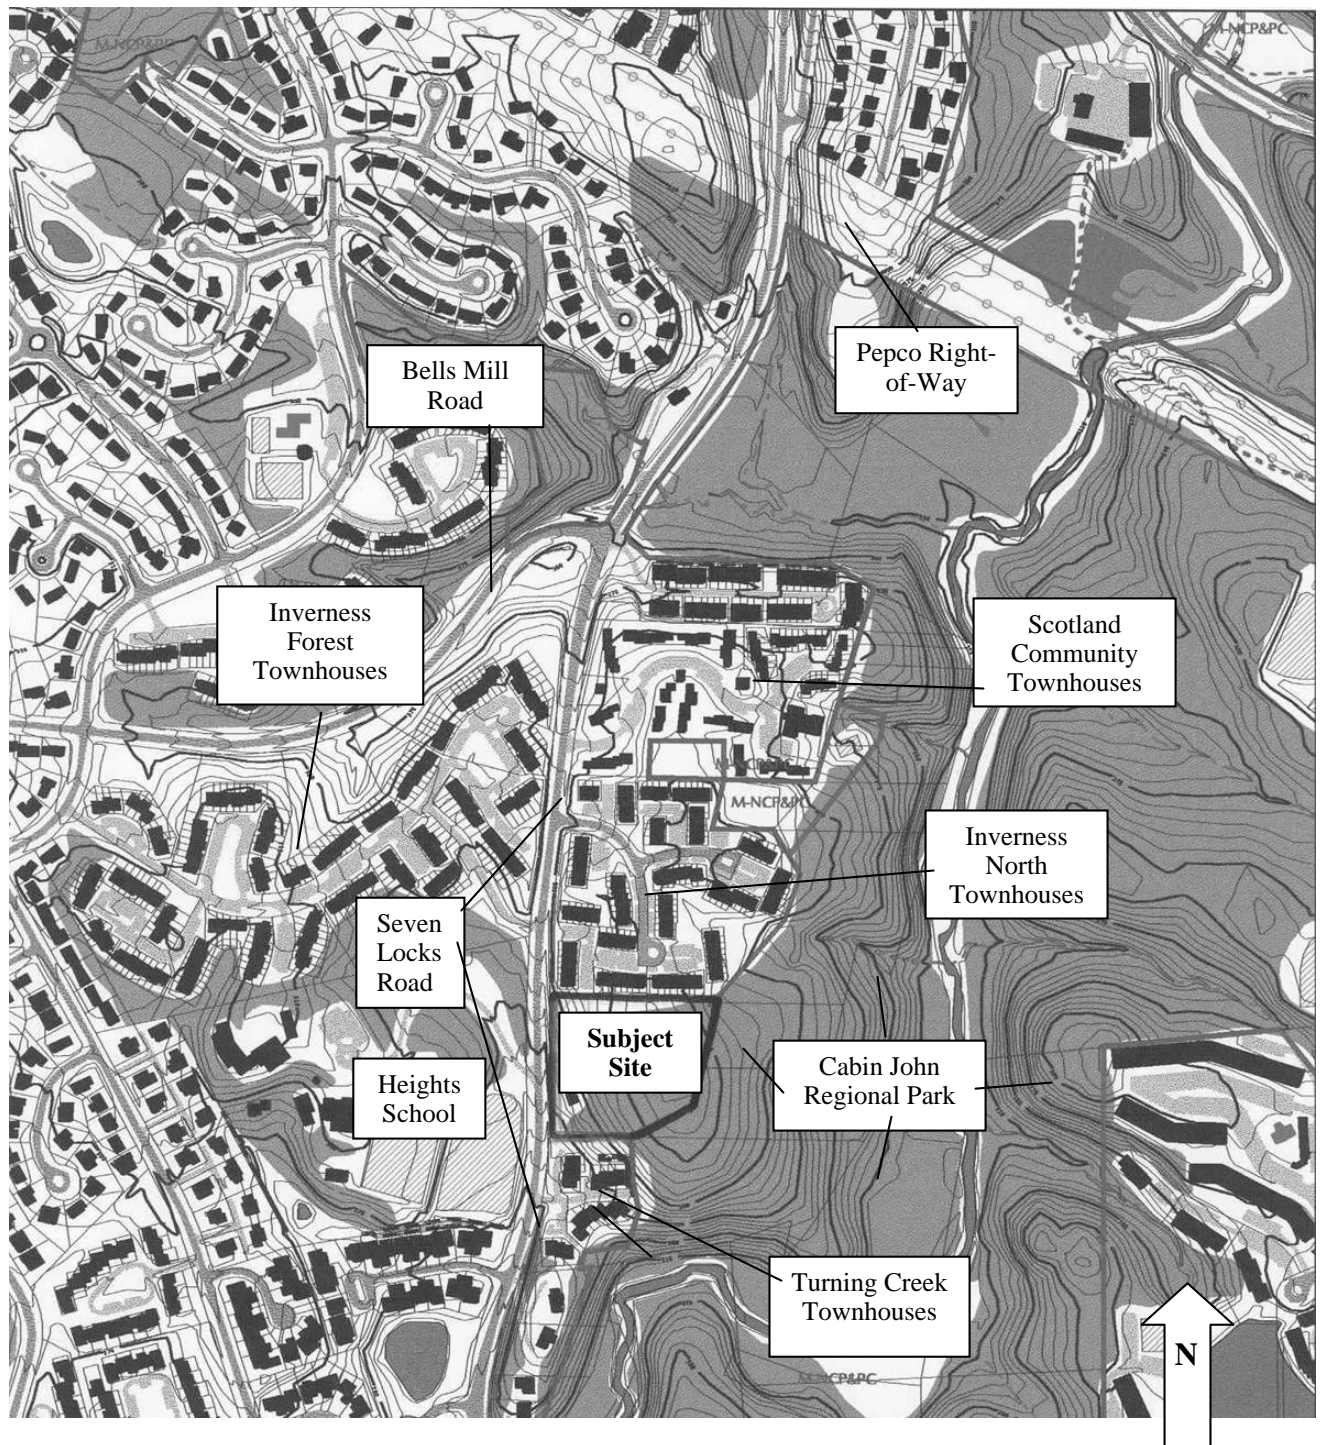 M-NCP&PC
M-NCP&PC
Pepco Right-
of-Way
Bells Mill
Road
Inverness
Forest
Townhouses
Scotland
Community
Townhouses
M-NCP&PC
M-NCP&PC
Inverness
North
Townhouses
Seven
Locks
Road
Subject
Site
Cabin John
Regional Park
Heights
School
Turning Creek
Townhouses
N
M-NCP&PC